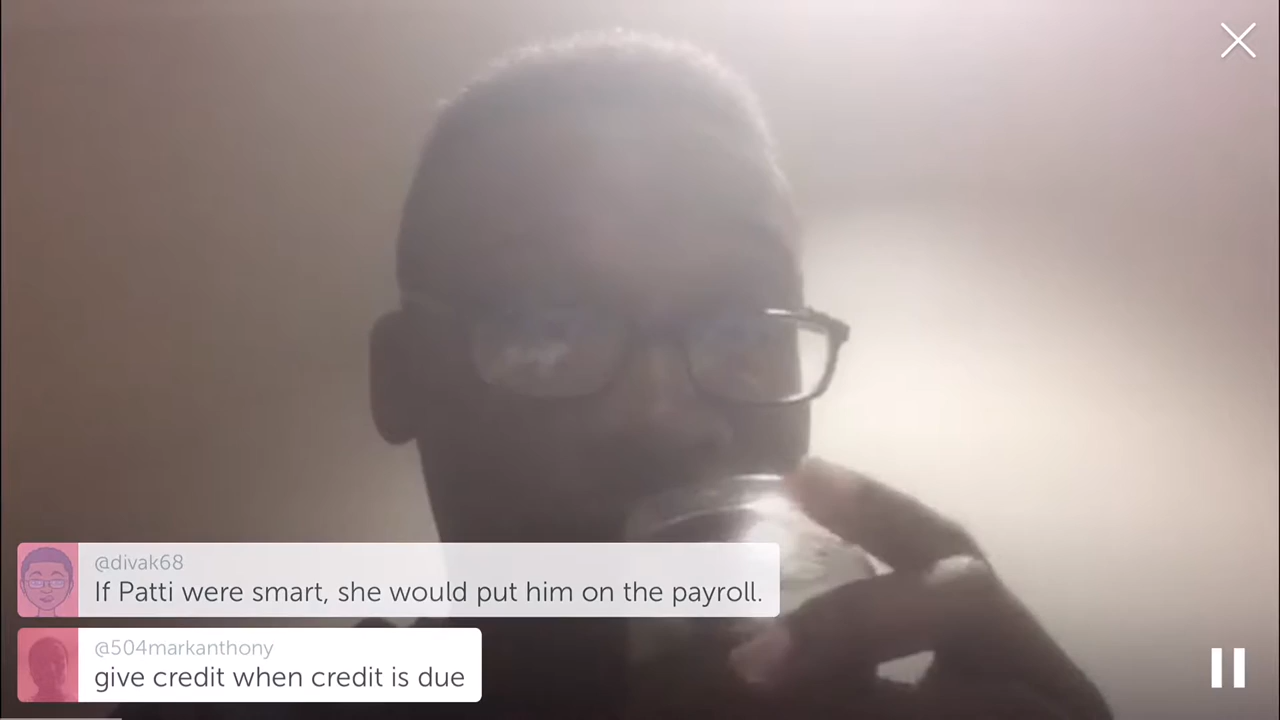 @divak68
If Patti were smart, she would put him on the payroll.
@504markanthony
give credit when credit is due